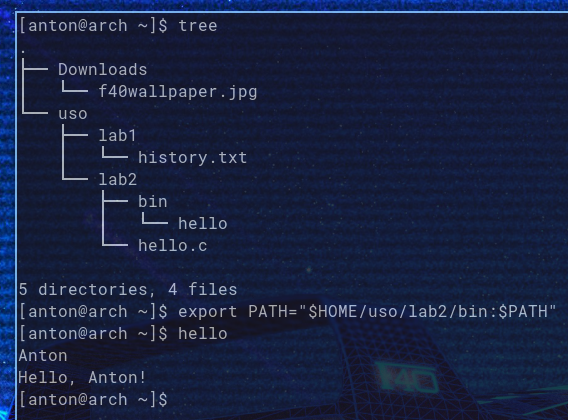 [anton@arch ~]$ tree
.
├── Downloads
│   └── f40wallpaper.jpg
└── uso
    ├── lab1
    │   └── history.txt
    └── lab2
        ├── bin
        │   └── hello
        └── hello.c

5 directories, 4 files
[anton@arch ~]$ export PATH="$HOME/uso/lab2/bin:$PATH"
[anton@arch ~]$ hello
Anton
Hello, Anton!
[anton@arch ~]$
F40